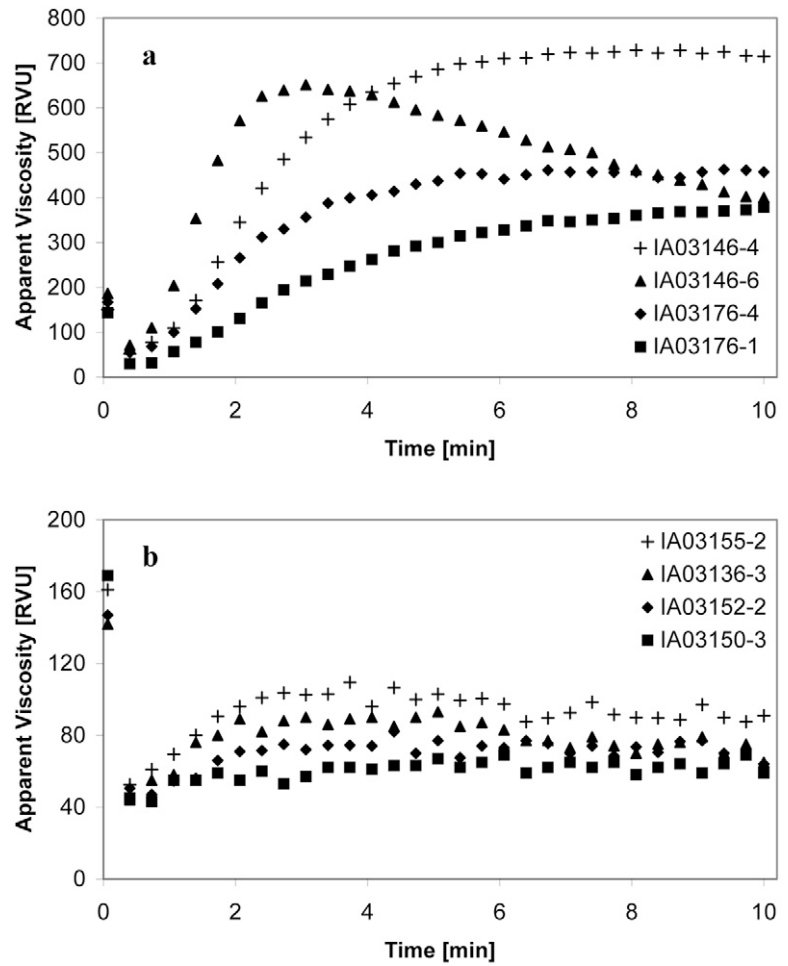 800
a
700
600
500
400
300
200
100
0
Apparent Viscosity [RVU]
IA03146-4
IA03146-6
IA03176-4
IA03176-1
0 2 4 6 8 10
Time [min]
200
b
160
120
80
40
0
Apparent Viscosity [RVU]
IA03155-2
IA03136-3
IA03152-2
IA03150-3
0 2 4 6 8 10
Time [min]